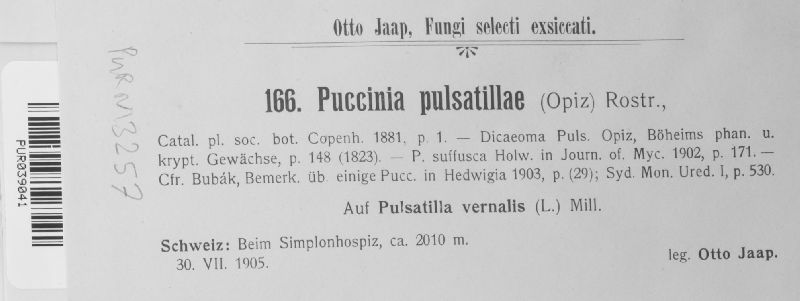 Otto Jaap, Fungi selecti exsiccati.
166. Puccinia pulsatillae (Opiz) Rostr.,
Catal. pl. soc. bot. Copenh. 1881, p. 1. — Dicaeoma Puls. Opiz, Böheims phan. u.
krypt. Gewächse, p. 148 (1823). — P. suffusca Holw. in Journ. of. Myc. 1902, p. 171. —
Cfr. Bubák, Bemerk. üb einige Pucc. in Hedwigia 1903, p. (29); Syd. Mon. Ured. I, p. 530.
Auf Pulsatilla vernalis (L.) Mill.
Schweiz: Beim Simplonhospiz, ca. 2010 m.
30. VII. 1905.
leg. Otto Jaap.
PUR N13257
PUR039041